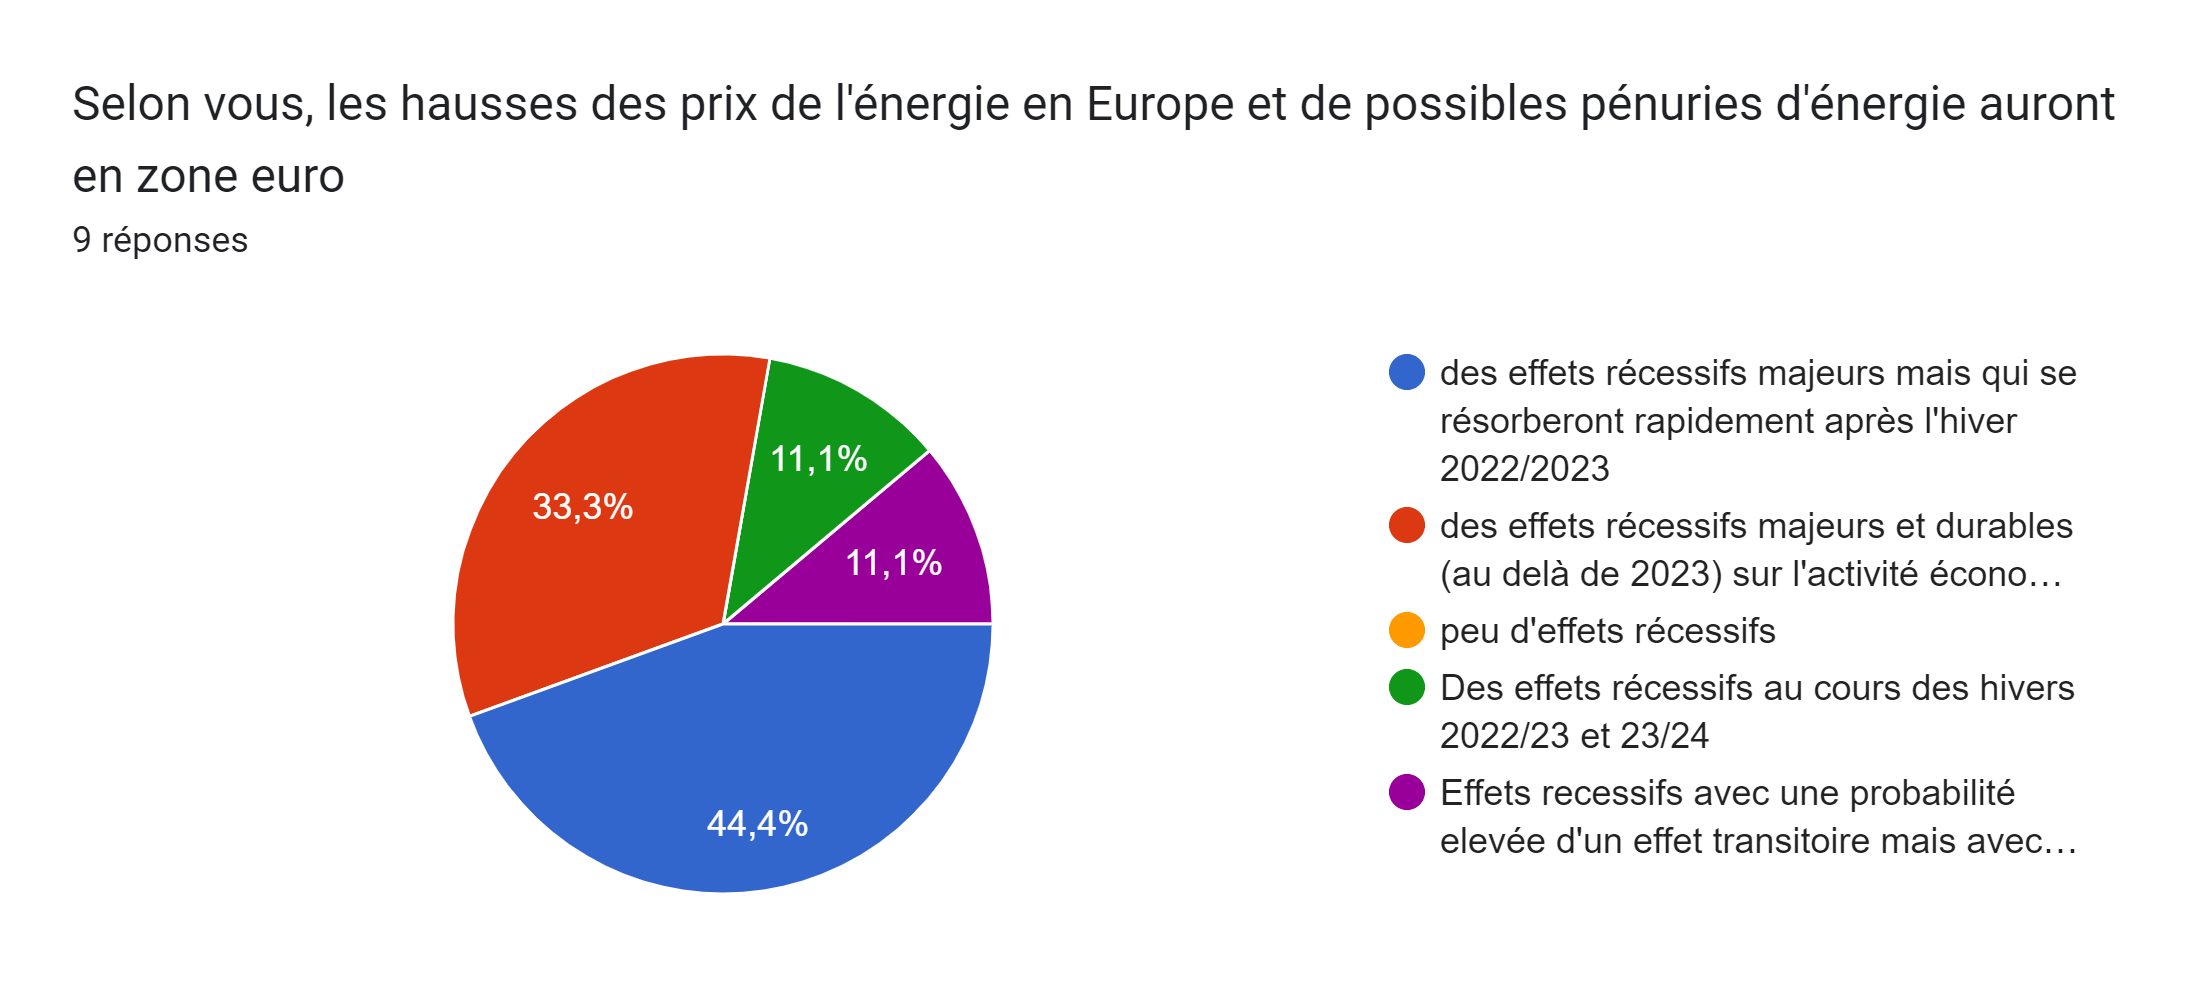 Selon vous, les hausses des prix de l'énergie en Europe et de possibles pénuries d'énergie auront
en zone euro
9 réponses
11,1%
33,3%
11,1%
44,4%
des effets récessifs majeurs mais qui se
résorberont rapidement après l'hiver
2022/2023
des effets récessifs majeurs et durables
(au delà de 2023) sur l'activité écono…
peu d'effets récessifs
Des effets récessifs au cours des hivers
2022/23 et 23/24
Effets recessifs avec une probabilité
elevée d'un effet transitoire mais avec…